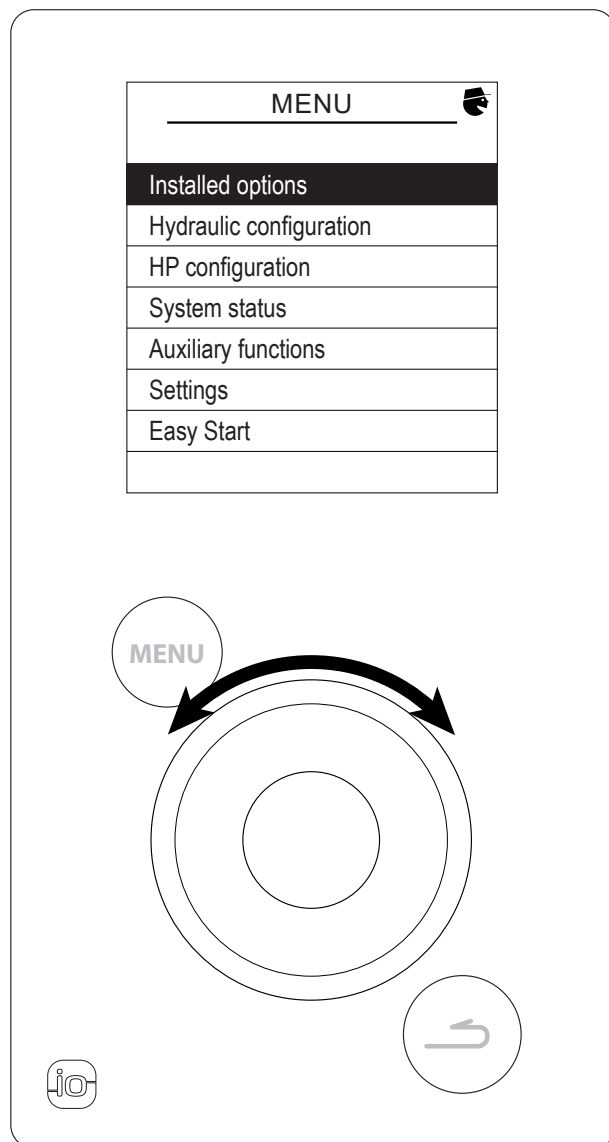 MENU
Installed options
Hydraulic configuration
HP configuration
System status
Auxiliary functions
Settings
Easy Start
MENU
io